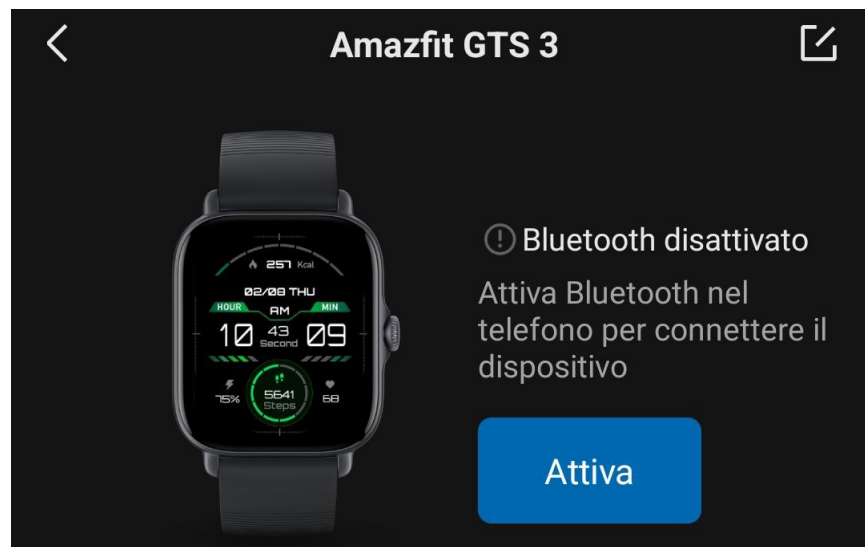 Amazfit GTS 3
Bluetooth disattivato
Attiva Bluetooth nel
telefono per connettere il
dispositivo
Attiva
257 Kcal
02/08 THU
HOUR AM MIN
10 43 Second 09
75% 5641 Steps 68